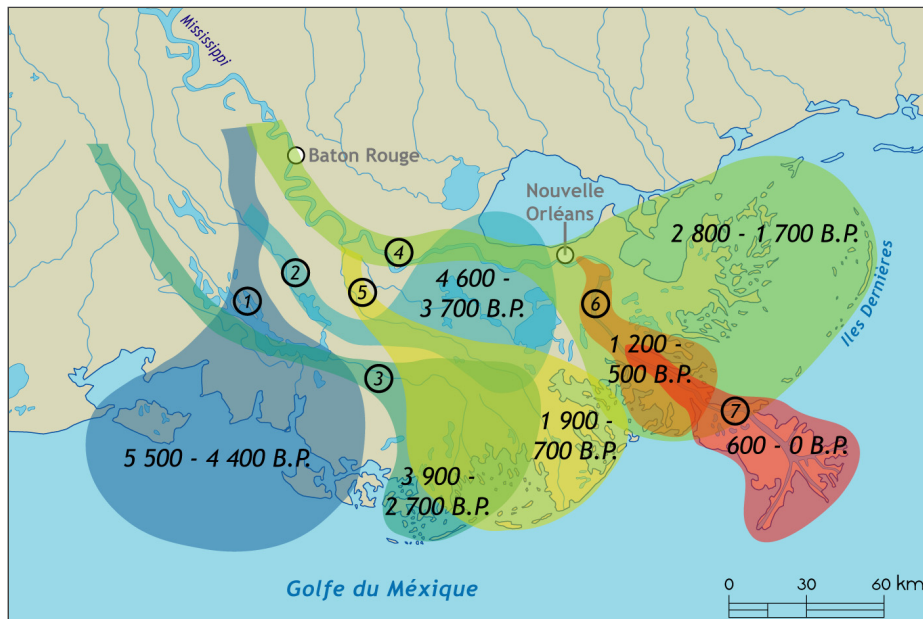 Mississippi
Baton Rouge
Nouvelle
Orléans
2 800 - 1 700 B.P.
Iles Dernières
4
2
4 600 -
3 700 B.P.
5
1
6
1 200 -
500 B.P.
3
7
1 900 -
700 B.P.
600 - 0 B.P.
5 500 - 4 400 B.P.
3 900 -
2 700 B.P.
Golfe du Méxique
0 30 60 km